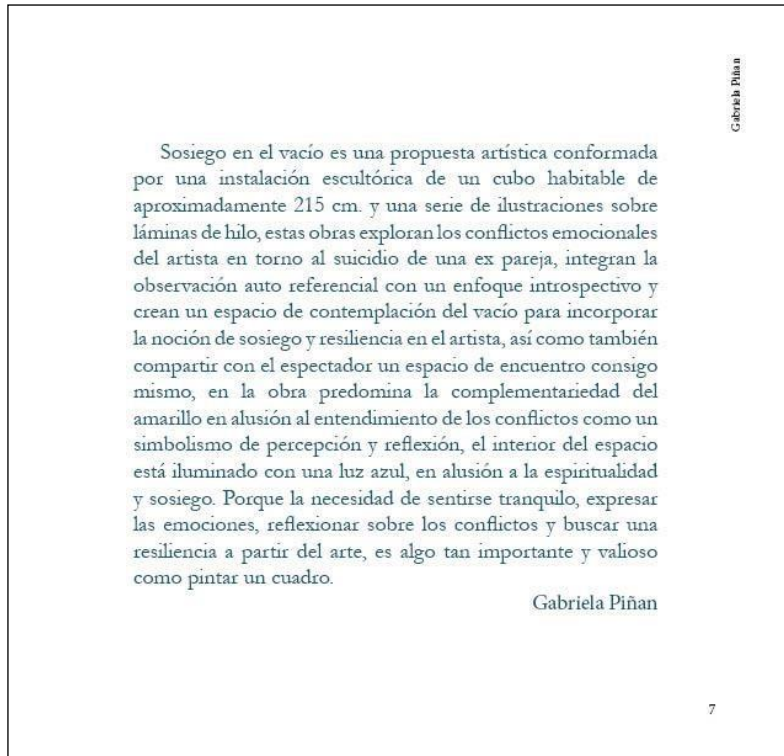 Gabriela Piñan
Sosiego en el vacío es una propuesta artística conformada
por una instalación escultórica de un cubo habitable de
aproximadamente 215 cm. y una serie de ilustraciones sobre
láminas de hilo, estas obras exploran los conflictos emocionales
del artista en torno al suicidio de una ex pareja, integran la
observación auto referencial con un enfoque introspectivo y
crean un espacio de contemplación del vacío para incorporar
la noción de sosiego y resiliencia en el artista, así como también
compartir con el espectador un espacio de encuentro consigo
mismo, en la obra predomina la complementariedad del
amarillo en alusión al entendimiento de los conflictos como un
simbolismo de percepción y reflexión, el interior del espacio
está iluminado con una luz azul, en alusión a la espiritualidad
y sosiego. Porque la necesidad de sentirse tranquilo, expresar
las emociones, reflexionar sobre los conflictos y buscar una
resiliencia a partir del arte, es algo tan importante y valioso
como pintar un cuadro.
Gabriela Piñan
7